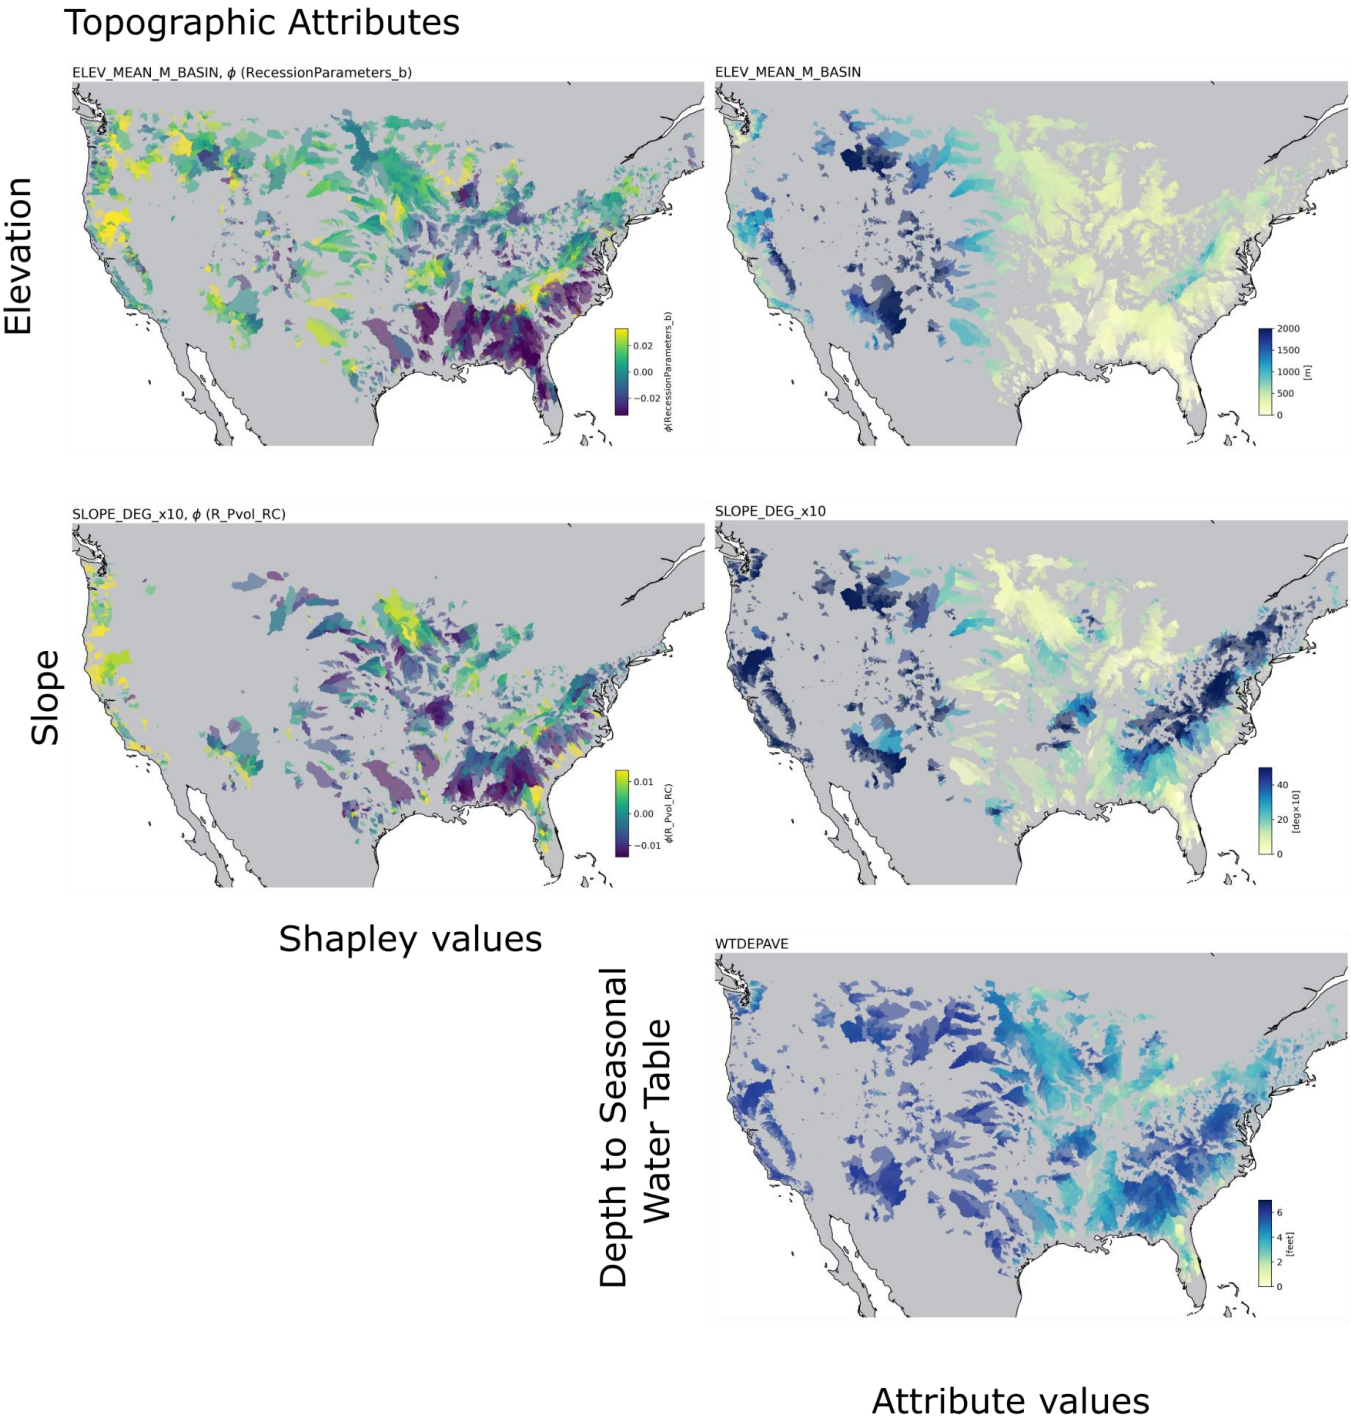 Topographic Attributes
ELEV_MEAN_M_BASIN, ϕ (RecessionParameters_b)
ELEV_MEAN_M_BASIN
Elevation
0.02
0.00
−0.02
ϕ(RecessionParameters_b)
2000
1500
1000
500
0
[m]
SLOPE_DEG_x10, ϕ (R_Pvol_RC)
SLOPE_DEG_x10
Slope
0.01
0.00
−0.01
ϕ(R_Pvol_RC)
40
20
0
[deg×10]
Shapley values
WTDEPAVE
Depth to Seasonal
Water Table
6
4
2
0
[feet]
Attribute values